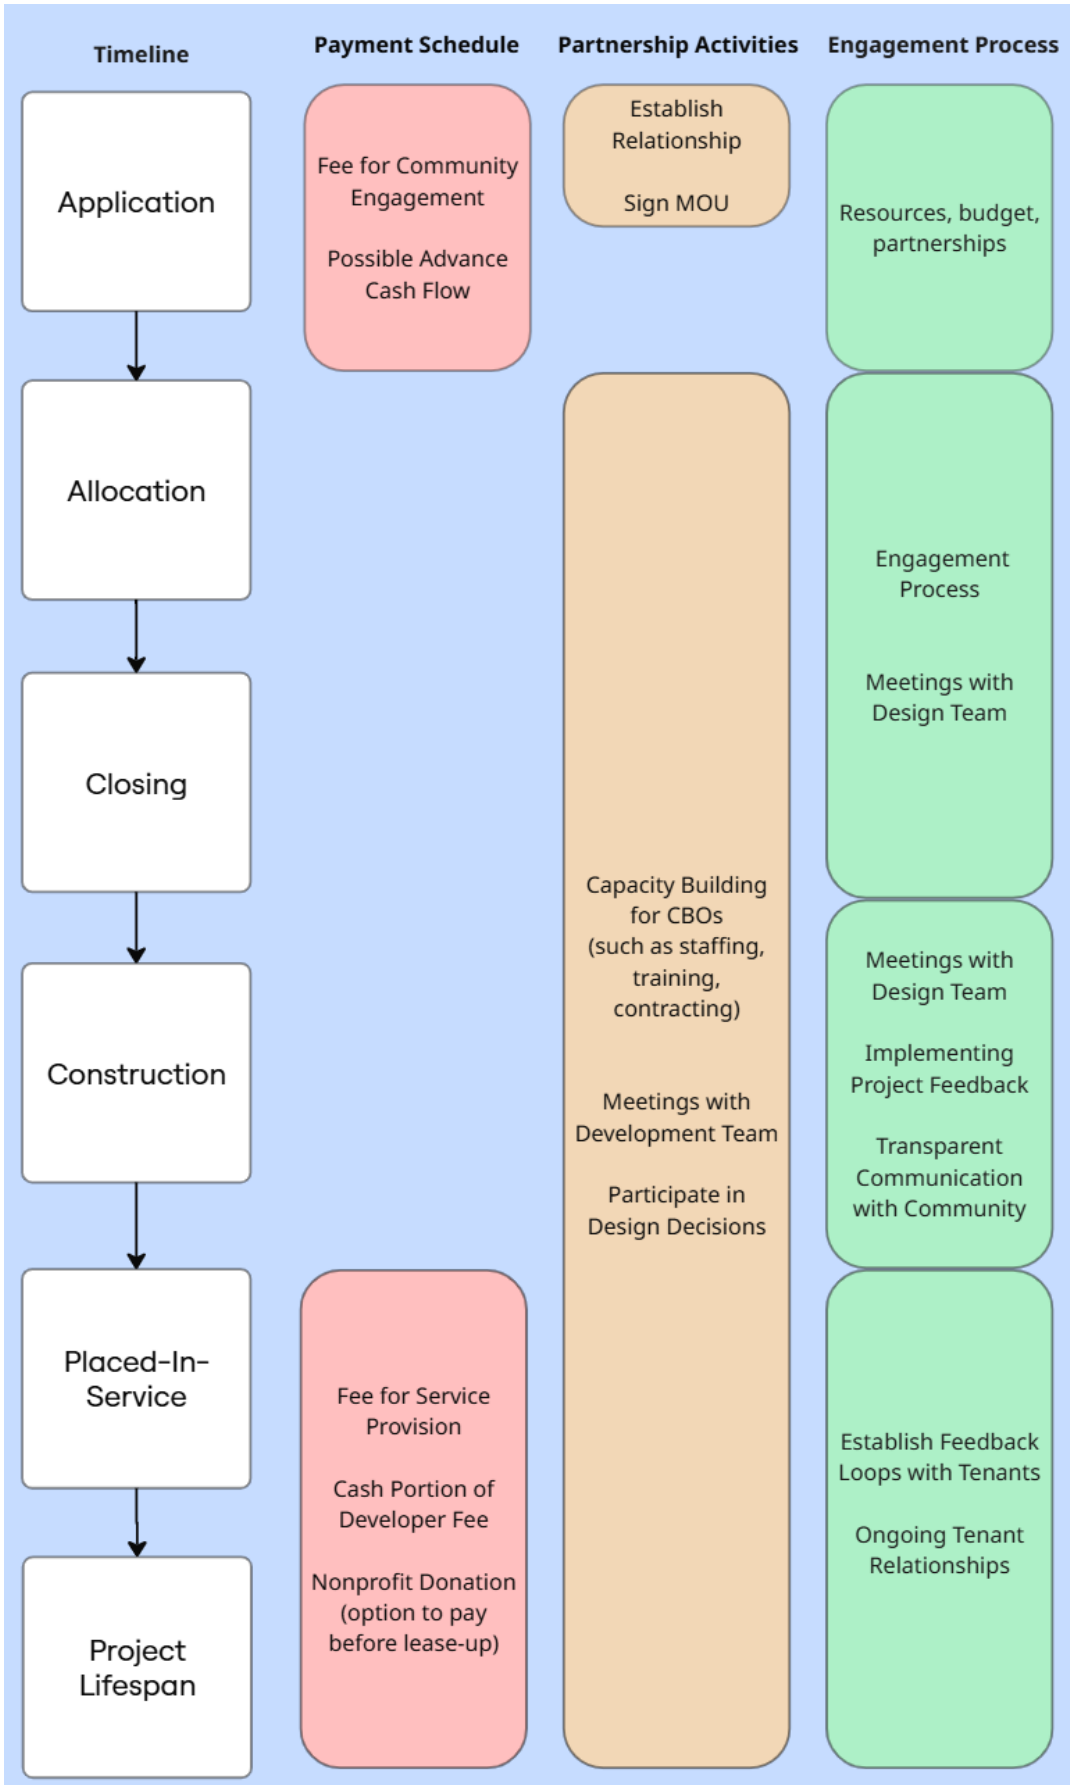 Timeline
Payment Schedule
Partnership Activities
Engagement Process
Application
Fee for Community
Engagement
Possible Advance
Cash Flow
Establish
Relationship
Sign MOU
Resources, budget,
partnerships
Allocation
Engagement
Process
Meetings with
Design Team
Closing
Capacity Building
for CBOs
(such as staffing,
training,
contracting)
Meetings with
Development Team
Participate in
Design Decisions
Construction
Meetings with
Design Team
Implementing
Project Feedback
Transparent
Communication
with Community
Placed-In-
Service
Fee for Service
Provision
Cash Portion of
Developer Fee
Nonprofit Donation
(option to pay
before lease-up)
Establish Feedback
Loops with Tenants
Ongoing Tenant
Relationships
Project
Lifespan